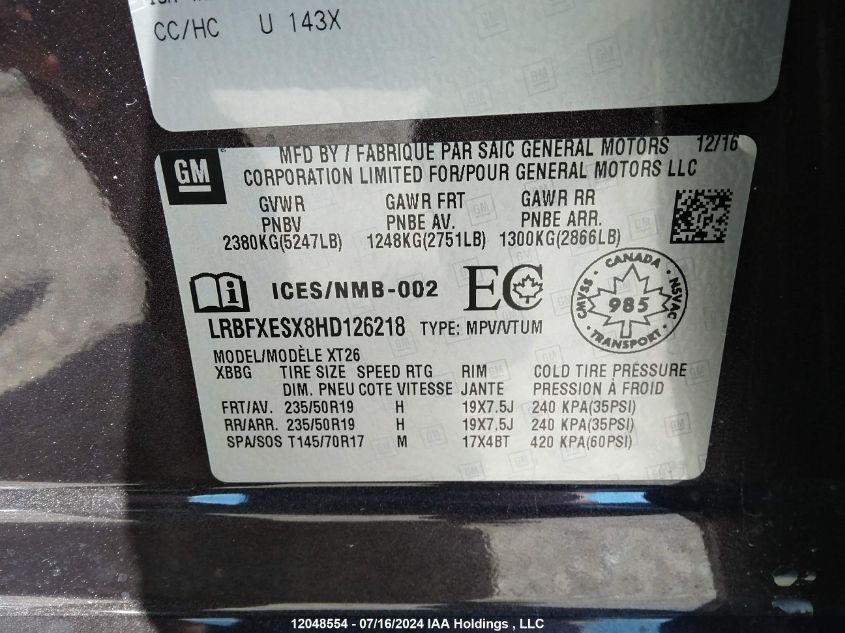 CC/HC U 143X
GM
MFD BY / FABRIQUE PAR SAIC GENERAL MOTORS 12/16
CORPORATION LIMITED FOR/POUR GENERAL MOTORS LLC
GVWR GAWR FRT GAWR RR
PNBV PNBE AV. PNBE ARR.
2380KG(5247LB) 1248KG(2751LB) 1300KG(2866LB)
ICES/NMB-002 EC
CANADA CMVSS NSVAC 985 TRANSPORT
LRBFXESX8HD126218 TYPE: MPV/VTUM
MODEL/MODÈLE XT26
XBBG TIRE SIZE SPEED RTG RIM COLD TIRE PRESSURE
DIM. PNEU COTE VITESSE JANTE PRESSION À FROID
FRT/AV. 235/50R19 H 19X7.5J 240 KPA(35PSI)
RR/ARR. 235/50R19 H 19X7.5J 240 KPA(35PSI)
SPA/SOS T145/70R17 M 17X4BT 420 KPA(60PSI)
12048554 - 07/16/2024 IAA Holdings , LLC